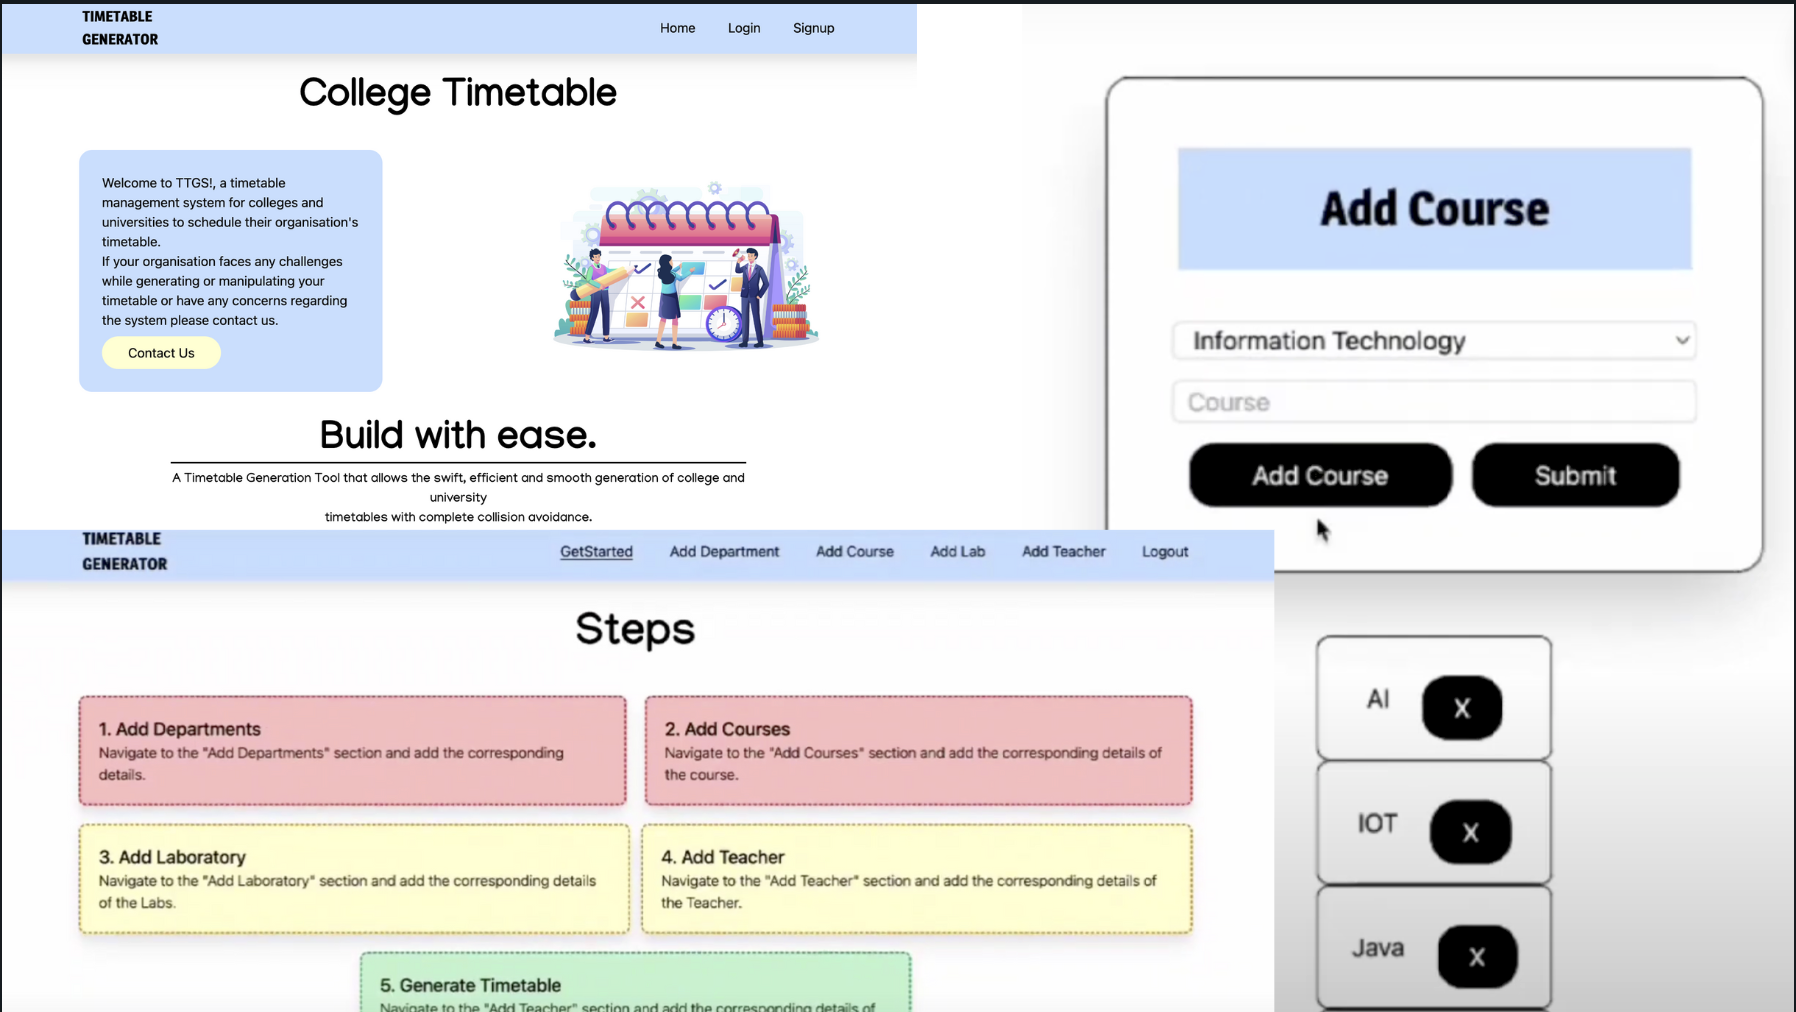 TIMETABLE
GENERATOR
Home
Login
Signup
College Timetable
Welcome to TTGS!, a timetable
management system for colleges and
universities to schedule their organisation's
timetable.
If your organisation faces any challenges
while generating or manipulating your
timetable or have any concerns regarding
the system please contact us.
Contact Us
Build with ease.
A Timetable Generation Tool that allows the swift, efficient and smooth generation of college and
university
timetables with complete collision avoidance.
Add Course
Information Technology
Course
Add Course
Submit
AI
X
IOT
X
Java
X
TIMETABLE
GENERATOR
GetStarted
Add Department
Add Course
Add Lab
Add Teacher
Logout
Steps
1. Add Departments
Navigate to the "Add Departments" section and add the corresponding
details.
2. Add Courses
Navigate to the "Add Courses" section and add the corresponding details of
the course.
3. Add Laboratory
Navigate to the "Add Laboratory" section and add the corresponding details
of the Labs.
4. Add Teacher
Navigate to the "Add Teacher" section and add the corresponding details of
the Teacher.
5. Generate Timetable
Navigate to the "Add Teacher" section and add the corresponding details of